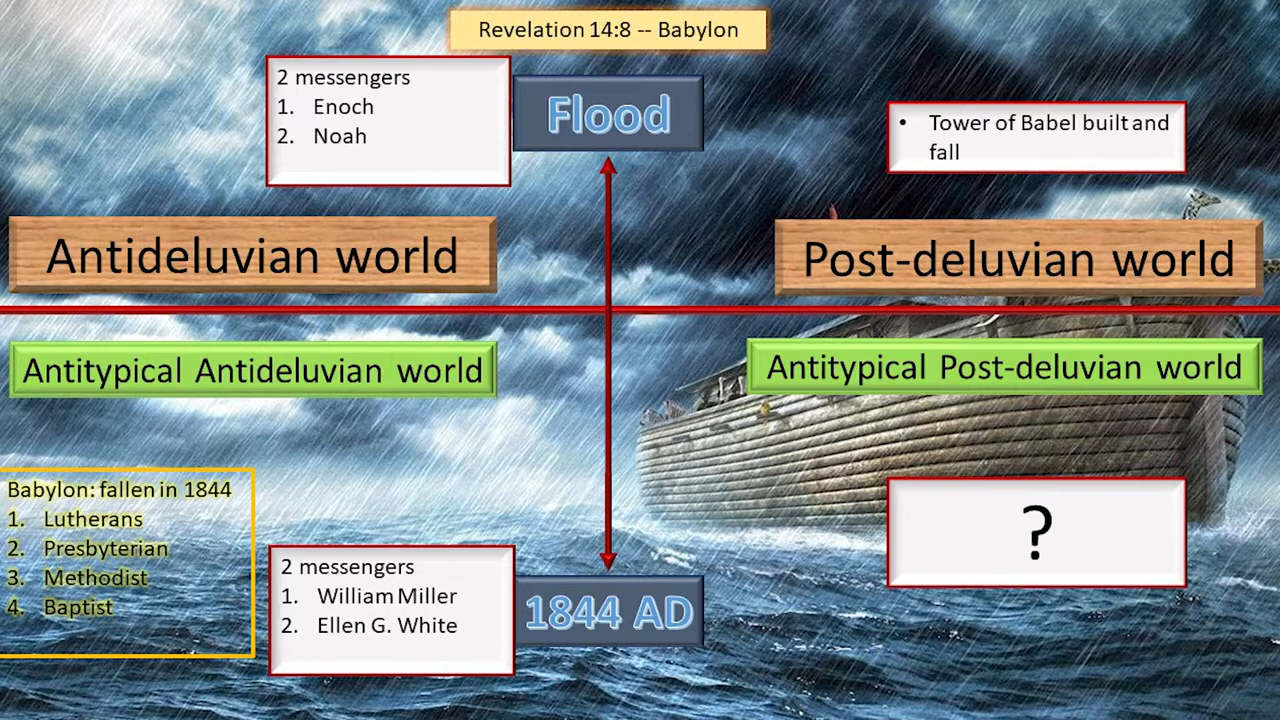 Revelation 14:8 -- Babylon
2 messengers
1. Enoch
2. Noah
Flood
• Tower of Babel built and
fall
Antideluvian world
Post-deluvian world
Antitypical Antideluvian world
Antitypical Post-deluvian world
Babylon: fallen in 1844
1. Lutherans
2. Presbyterian
3. Methodist
4. Baptist
2 messengers
1. William Miller
2. Ellen G. White
1844 AD
?